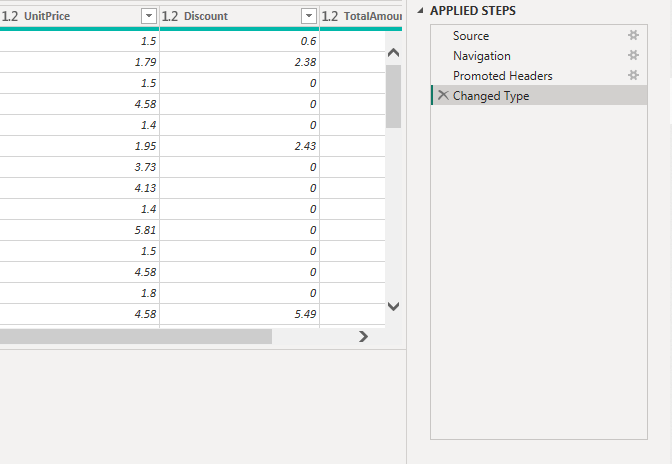 1.2 UnitPrice 1.2 Discount 1.2 TotalAmour
1.5 0.6
1.79 2.38
1.5 0
4.58 0
1.4 0
1.95 2.43
3.73 0
4.13 0
1.4 0
5.81 0
1.5 0
4.58 0
1.8 0
4.58 5.49
APPLIED STEPS
Source
Navigation
Promoted Headers
Changed Type